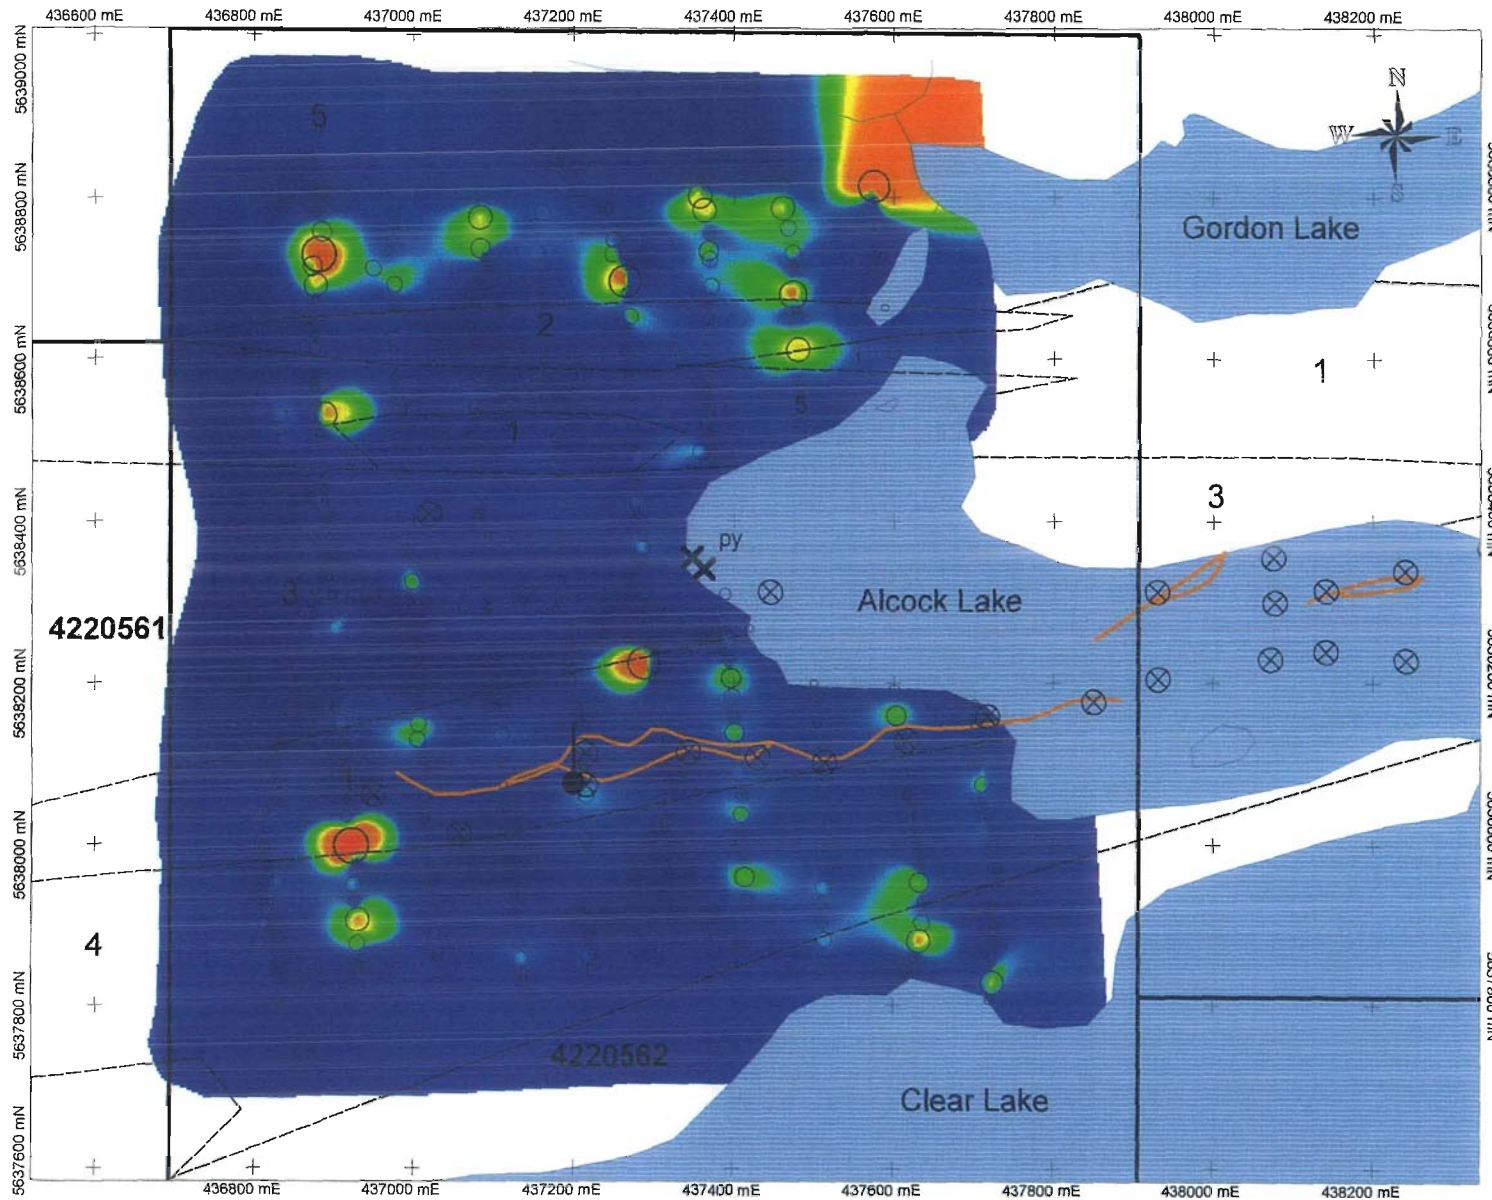 436600 mE 436800 mE 437000 mE 437200 mE 437400 mE 437600 mE 437800 mE 438000 mE 438200 mE
5639000 mN
5638800 mN
5638600 mN
5638400 mN
5638200 mN
5638000 mN
5637800 mN
5637600 mN
N
W E
S
5
Gordon Lake
2
1
5
1
3
py
3
Alcock Lake
4220561
4
4220562
Clear Lake
436800 mE 437000 mE 437200 mE 437400 mE 437600 mE 437800 mE 438000 mE 438200 mE